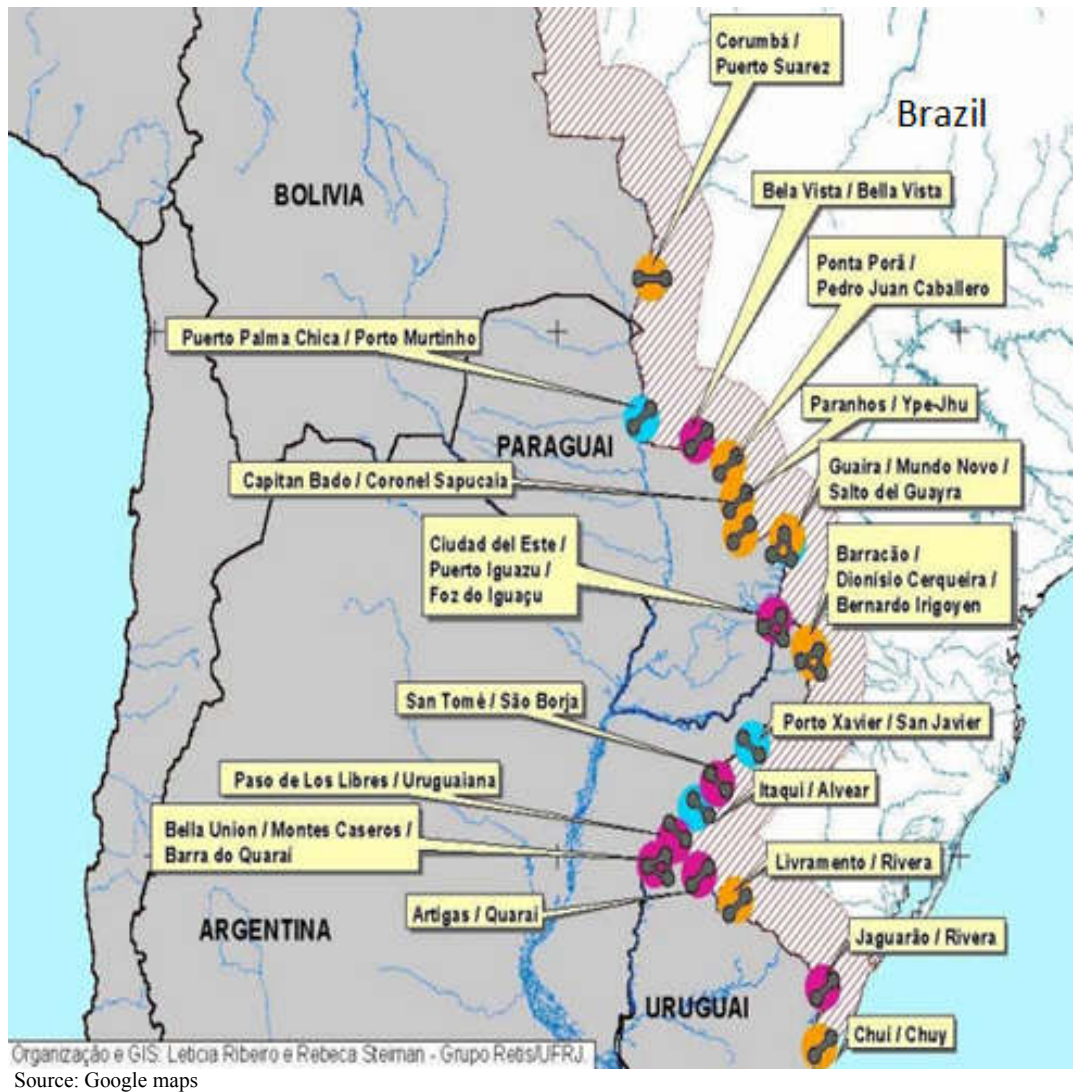 Corumbá /
Puerto Suarez
Brazil
BOLIVIA
Bela Vista / Bella Vista
Ponta Porã /
Pedro Juan Caballero
Puerto Palma Chica / Porto Murtinho
Paranhos / Ype-Jhu
PARAGUAI
Guaira / Mundo Novo /
Salto del Guayra
Capitan Bado / Coronel Sapucaia
Ciudad del Este /
Puerto Iguazu /
Foz do Iguaçu
Barracão /
Dionísio Cerqueira /
Bernardo Irigoyen
San Tomé / São Borja
Porto Xavier / San Javier
Paso de Los Libres / Uruguaiana
Itaqui / Alvear
Bella Union / Montes Caseros /
Barra do Quaraí
Livramento / Rivera
Artigas / Quarai
ARGENTINA
Jaguarão / Rivera
URUGUAI
Chui / Chuy
Organização e GIS: Leticia Ribeiro e Rebeca Steiman - Grupo Retis/UFRJ.
Source: Google maps